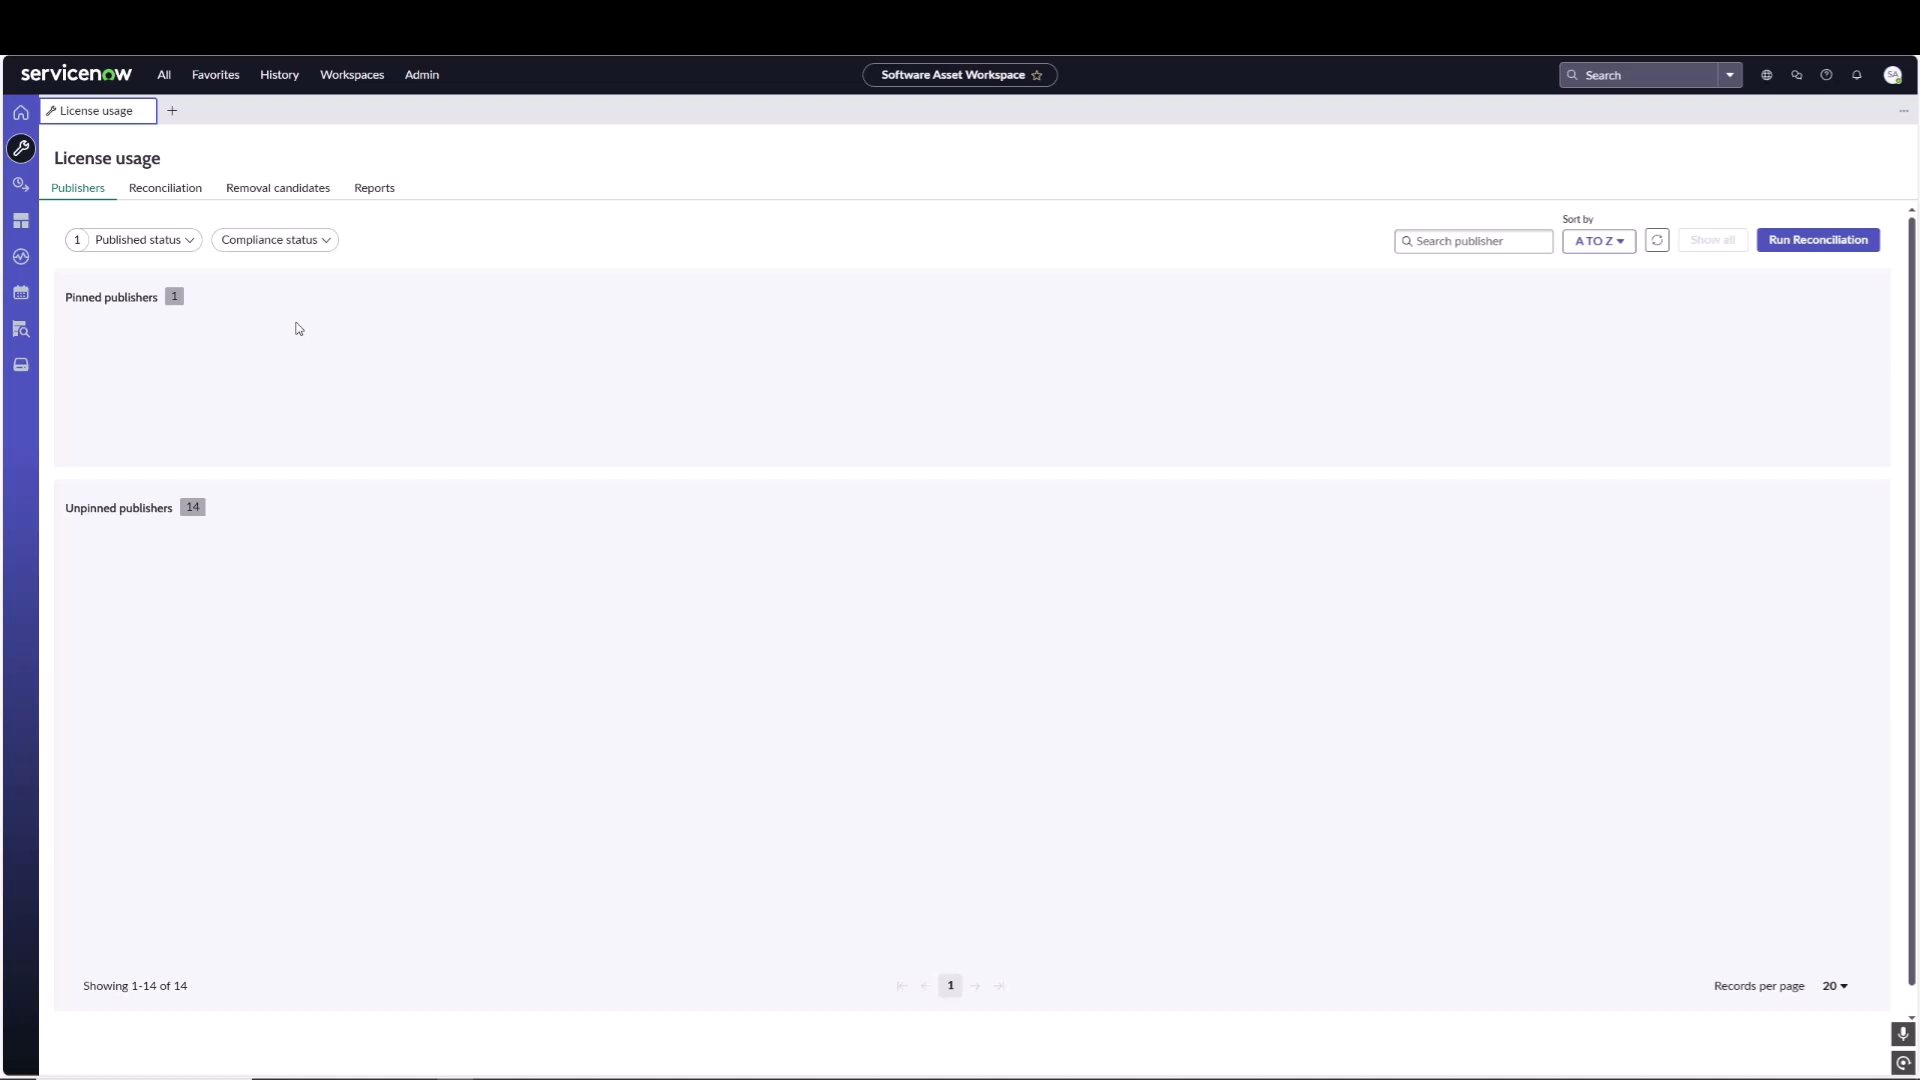 servicenow All Favorites History Workspaces Admin Software Asset Workspace Search SA
License usage
License usage
Publishers Reconciliation Removal candidates Reports
Sort by
1 Published status Compliance status Search publisher A TO Z Show all Run Reconciliation
Pinned publishers 1
Unpinned publishers 14
Showing 1-14 of 14 1 Records per page 20